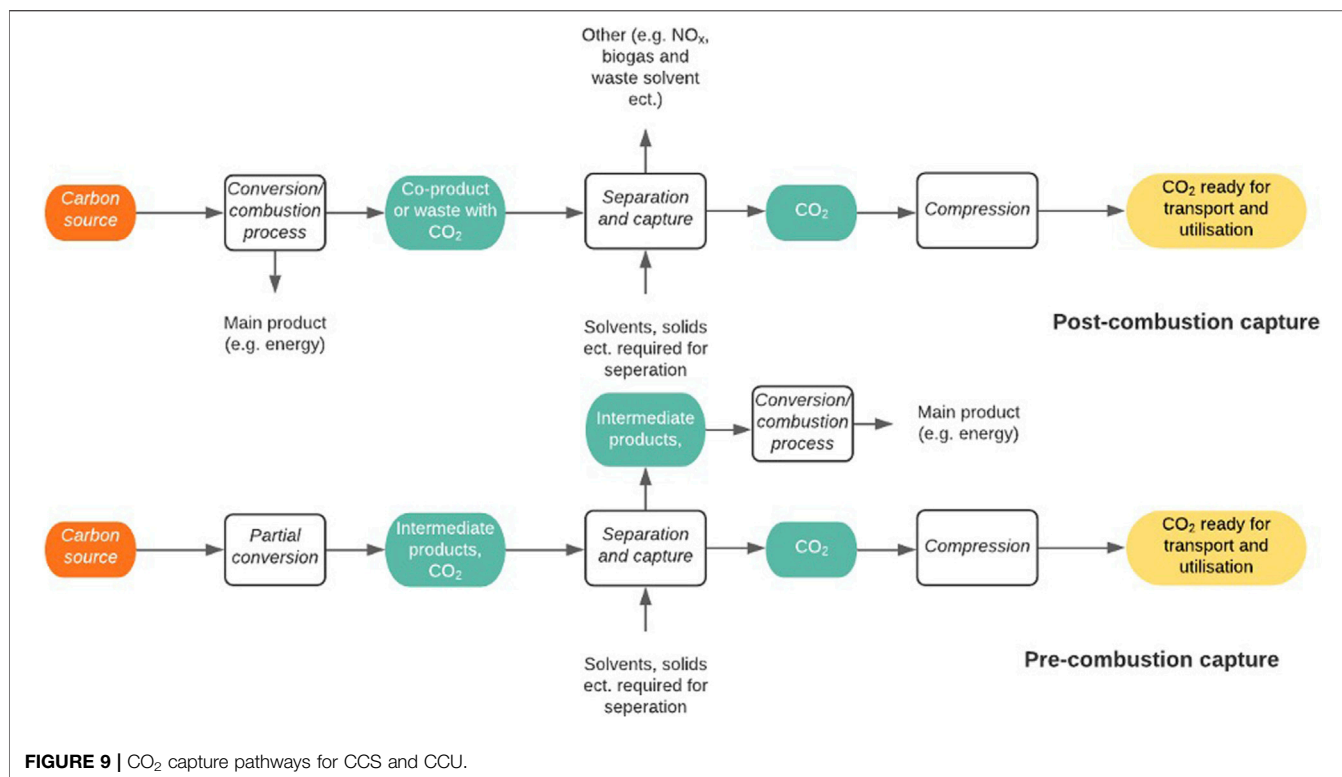 Other (e.g. NOₓ,
biogas and
waste solvent
ect.)
Carbon
source
Conversion/
combustion
process
Co-product
or waste with
CO₂
Separation
and capture
CO₂
Compression
CO₂ ready for
transport and
utilisation
Main product
(e.g. energy)
Solvents, solids
ect. required for
seperation
Post-combustion capture
Intermediate
products,
Conversion/
combustion
process
Main product
(e.g. energy)
Carbon
source
Partial
conversion
Intermediate
products,
CO₂
Separation
and capture
CO₂
Compression
CO₂ ready for
transport and
utilisation
Solvents, solids
ect. required for
seperation
Pre-combustion capture
FIGURE 9 | CO₂ capture pathways for CCS and CCU.